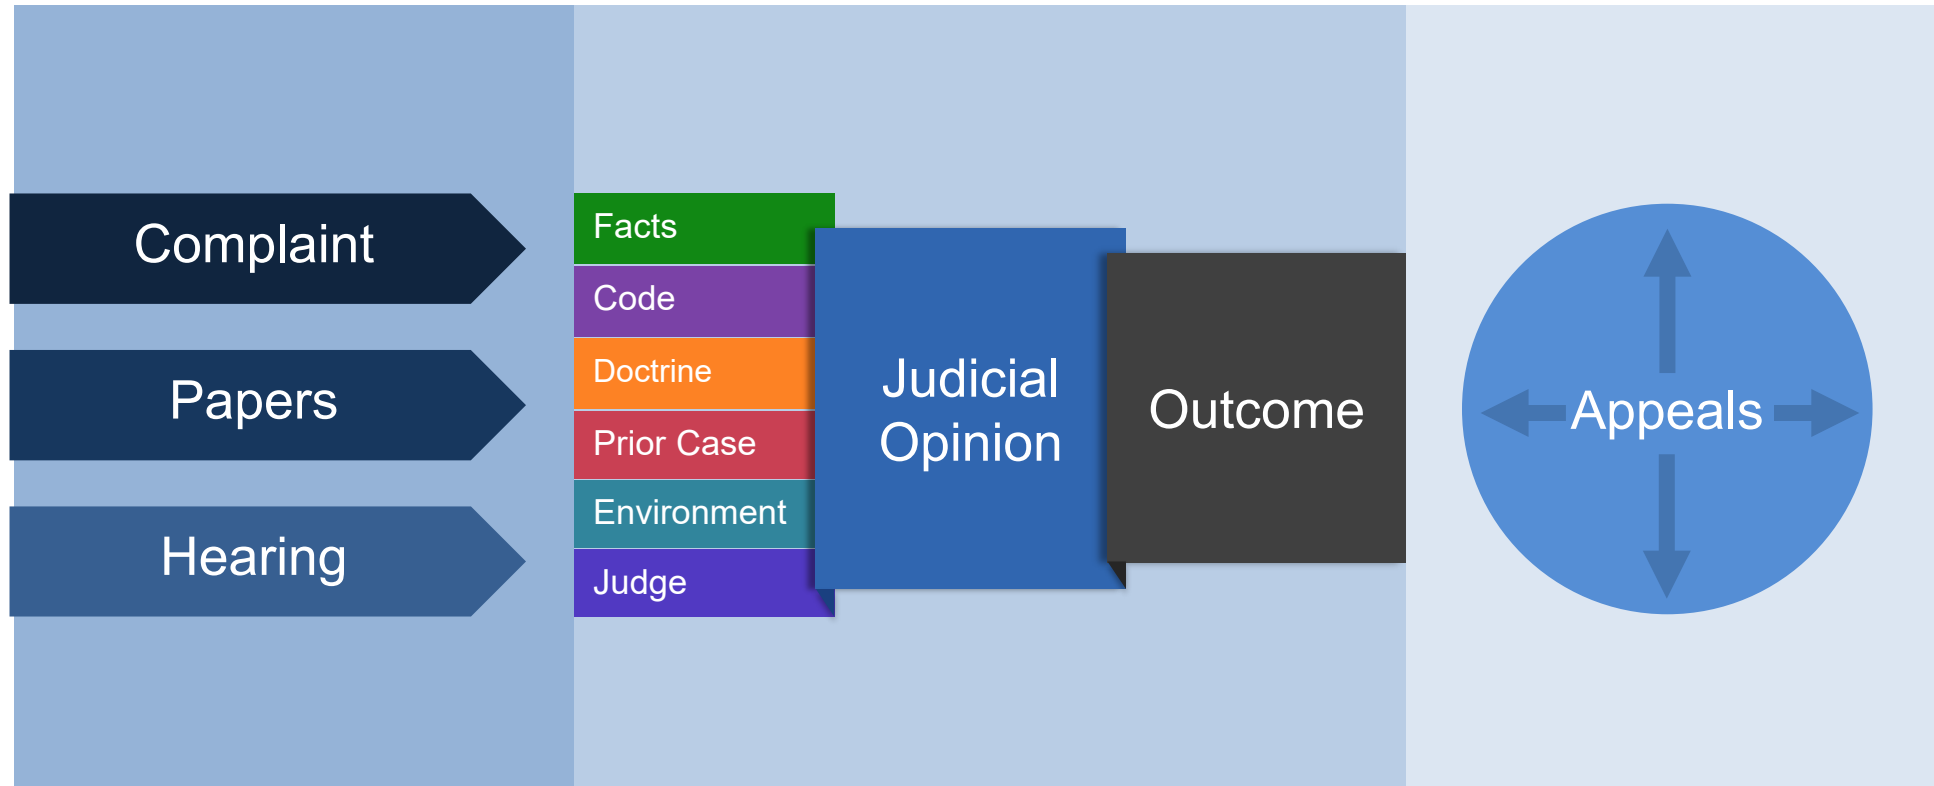 Complaint
Papers
Hearing
Facts
Code
Doctrine
Prior Case
Environment
Judge
Judicial
Opinion
Outcome
Appeals